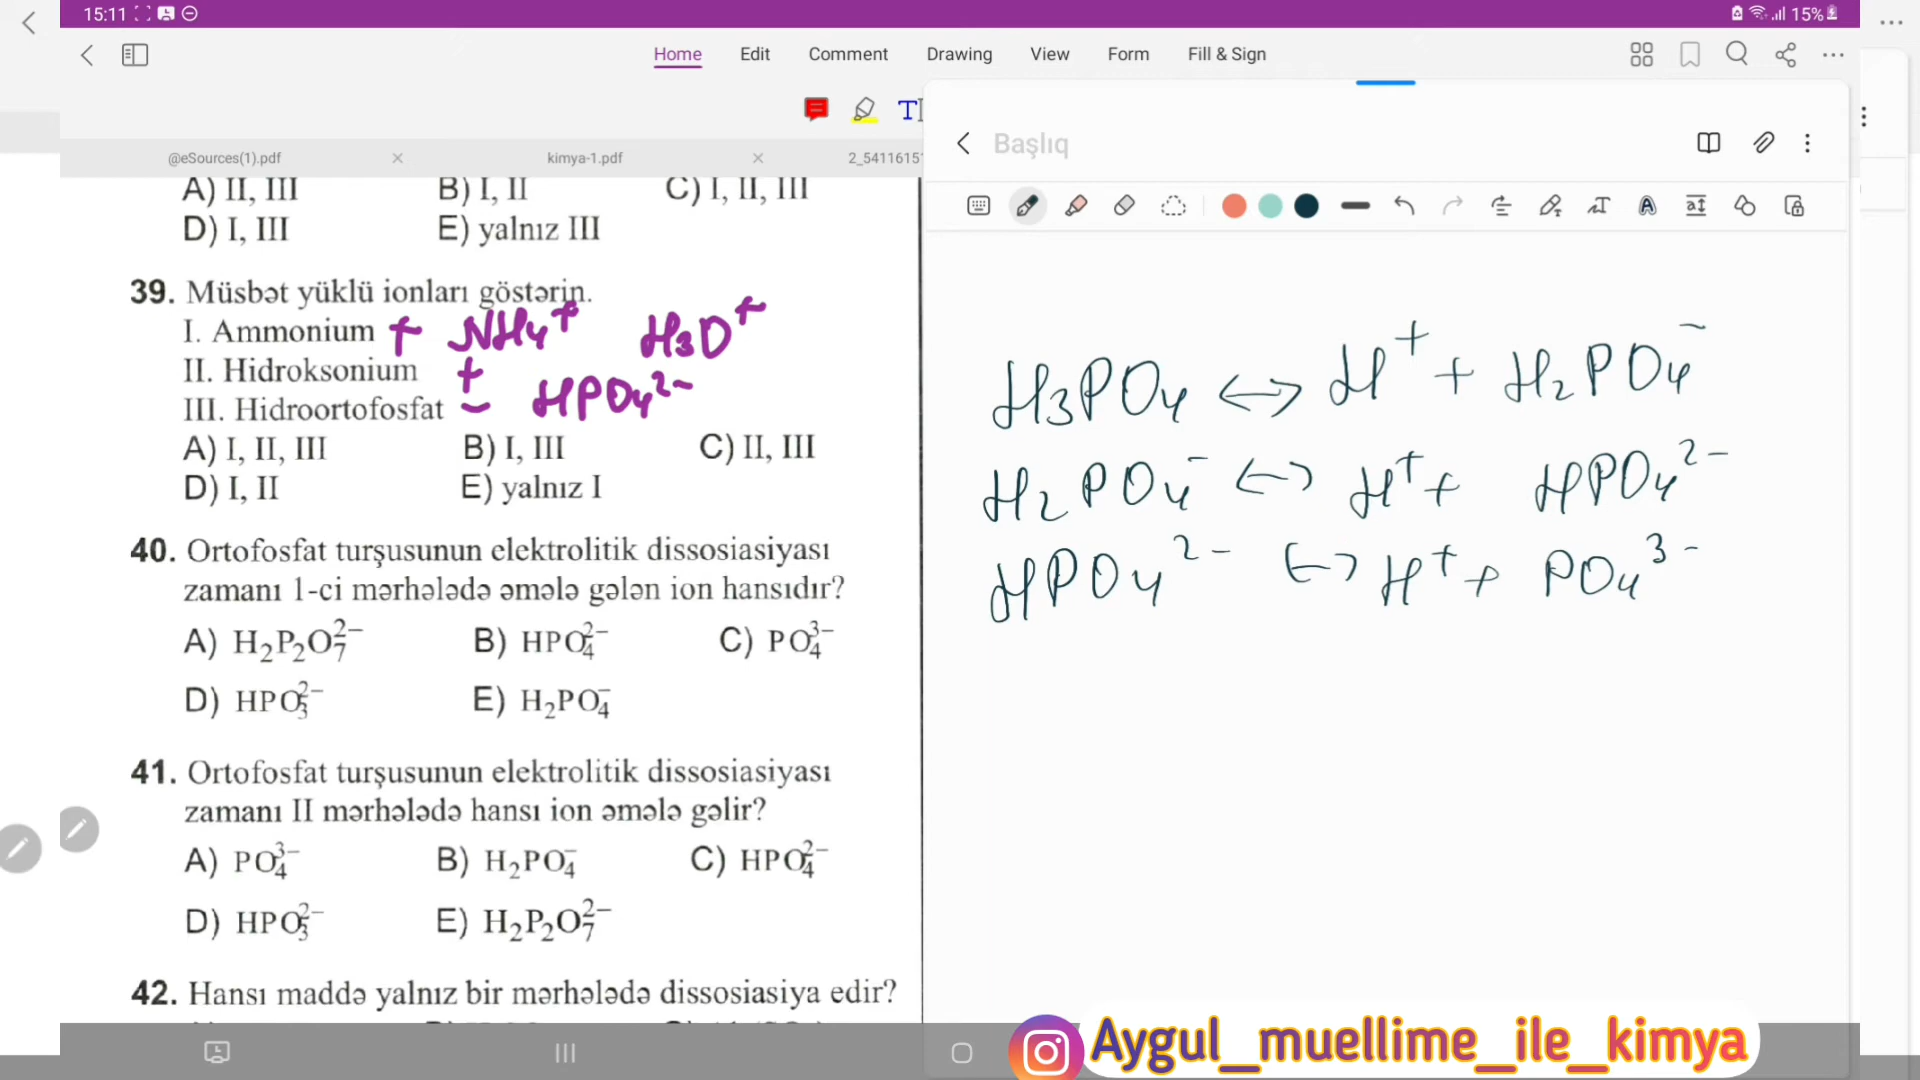 15:11
15%
Home Edit Comment Drawing View Form Fill & Sign
@eSources(1).pdf kimya-1.pdf 2_5411615
A) II, III B) I, II C) I, II, III
D) I, III E) yalnız III
39. Müsbət yüklü ionları göstərin.
I. Ammonium + NH4+ H3O+
II. Hidroksonium +
III. Hidroortofosfat − HPO4²⁻
A) I, II, III B) I, III C) II, III
D) I, II E) yalnız I
40. Ortofosfat turşusunun elektrolitik dissosiasiyası
zamanı 1-ci mərhələdə əmələ gələn ion hansıdır?
A) H₂P₂O₇²⁻ B) HPO₄²⁻ C) PO₄³⁻
D) HPO₃²⁻ E) H₂PO₄⁻
41. Ortofosfat turşusunun elektrolitik dissosiasiyası
zamanı II mərhələdə hansı ion əmələ gəlir?
A) PO₄³⁻ B) H₂PO₄⁻ C) HPO₄²⁻
D) HPO₃²⁻ E) H₂P₂O₇²⁻
42. Hansı maddə yalnız bir mərhələdə dissosiasiya edir?
Başlıq
H₃PO₄ ↔ H⁺ + H₂PO₄⁻
H₂PO₄⁻ ↔ H⁺ + HPO₄²⁻
HPO₄²⁻ ↔ H⁺ + PO₄³⁻
Aygul_muellime_ile_kimya